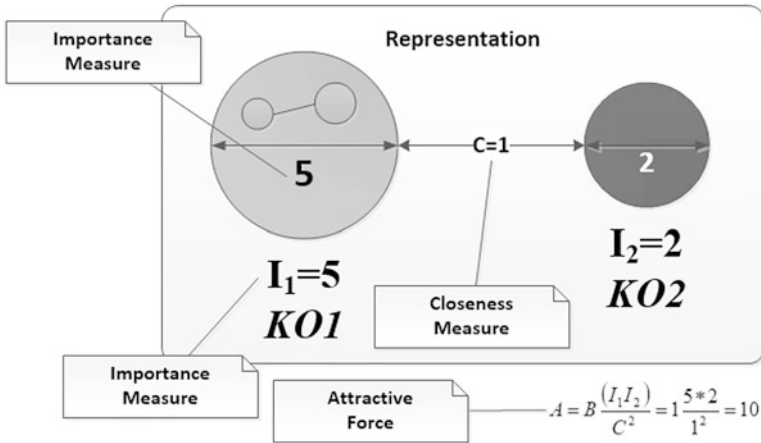 Importance
Measure
Representation
5
C=1
2
I₁=5
KO1
I₂=2
KO2
Closeness
Measure
Importance
Measure
Attractive
Force
A = B (I₁I₂)/C² = 1 5*2/1² = 10